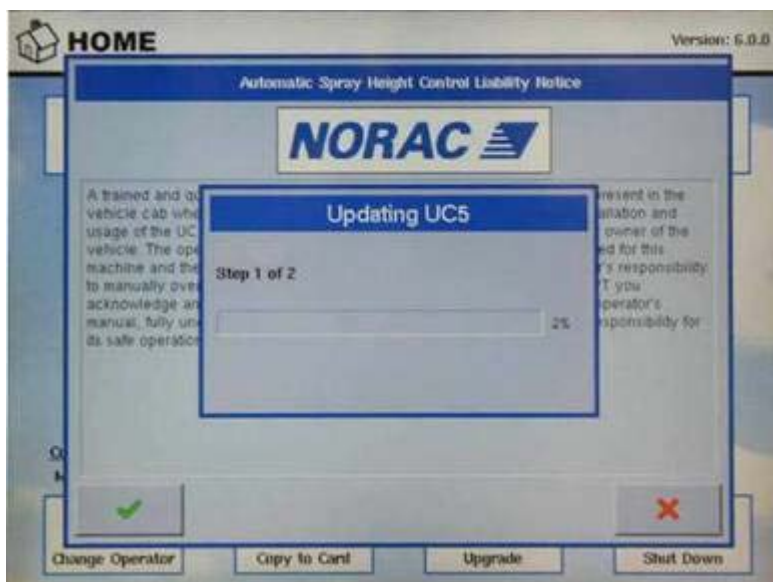 HOME
Version: 6.0.0
Automatic Spray Height Control Liability Notice
NORAC
A trained and qu
resent in the
vehicle cab whe
allation and
usage of the UC
owner of the
vehicle. The ope
ed for this
machine and the
r's responsibility
to manually over
T you
acknowledge an
operator's
manual, fully un
esponsibility for
its safe operation
Updating UC5
Step 1 of 2
2%
Change Operator
Copy to Card
Upgrade
Shut Down